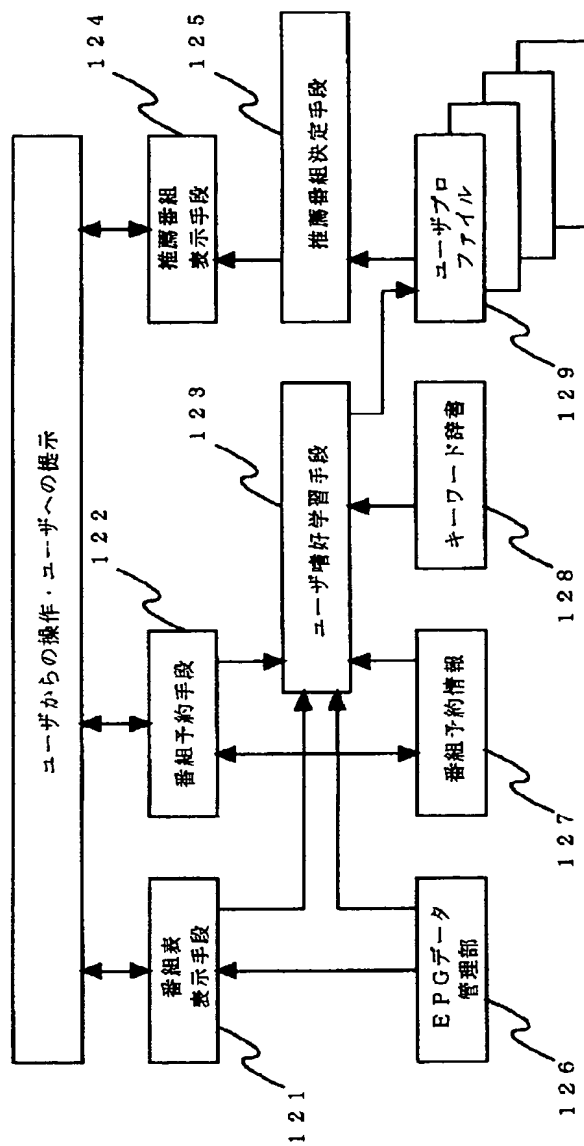 ユーザからの操作・ユーザへの提示
124
推薦番組
表示手段
125
推薦番組決定手段
ユーザプロ
ファイル
129
122
番組予約手段
123
ユーザ嗜好学習手段
キーワード辞書
128
番組予約情報
127
番組表
表示手段
121
EPGデータ
管理部
126